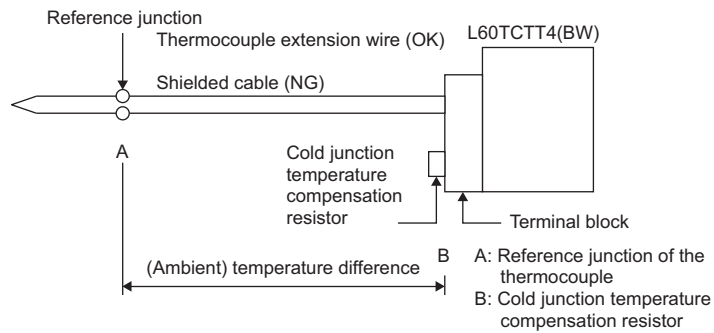 Reference junction
Thermocouple extension wire (OK)
L60TCTT4(BW)
Shielded cable (NG)
A
Cold junction
temperature
compensation
resistor
Terminal block
(Ambient) temperature difference
B
A: Reference junction of the
thermocouple
B: Cold junction temperature
compensation resistor